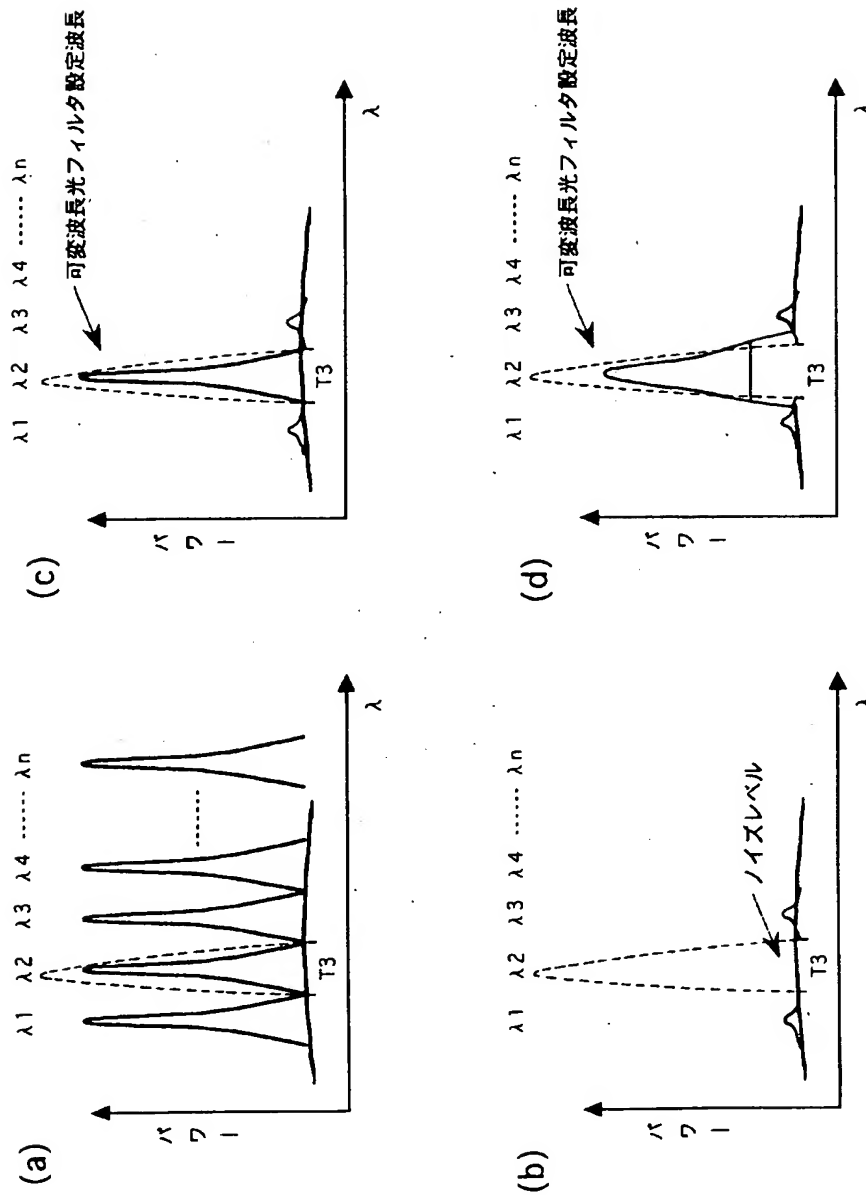 (a)
パワー
λ1 λ2 λ3 λ4 …… λn
T3
λ
(b)
パワー
λ1 λ2 λ3 λ4 …… λn
ノイズレベル
T3
λ
(c)
パワー
λ1 λ2 λ3 λ4 …… λn
可変波長光フィルタ設定波長
T3
λ
(d)
パワー
λ1 λ2 λ3 λ4 …… λn
可変波長光フィルタ設定波長
T3
λ